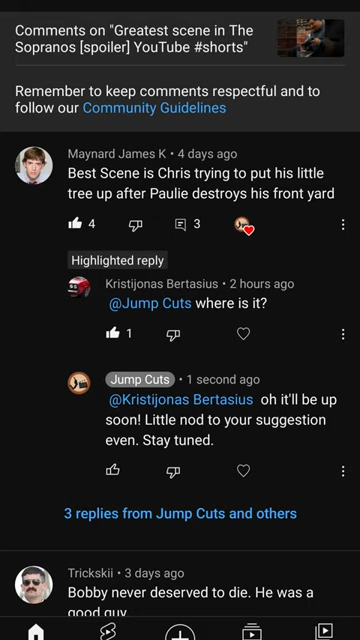 Comments on "Greatest scene in The
Sopranos [spoiler] YouTube #shorts"
Remember to keep comments respectful and to
follow our Community Guidelines
Maynard James K • 4 days ago
Best Scene is Chris trying to put his little
tree up after Paulie destroys his front yard
4
3
Highlighted reply
Kristijonas Bertasius • 2 hours ago
@Jump Cuts where is it?
1
Jump Cuts • 1 second ago
@Kristijonas Bertasius oh it'll be up
soon! Little nod to your suggestion
even. Stay tuned.
3 replies from Jump Cuts and others
Trickskii • 3 days ago
Bobby never deserved to die. He was a
good guy